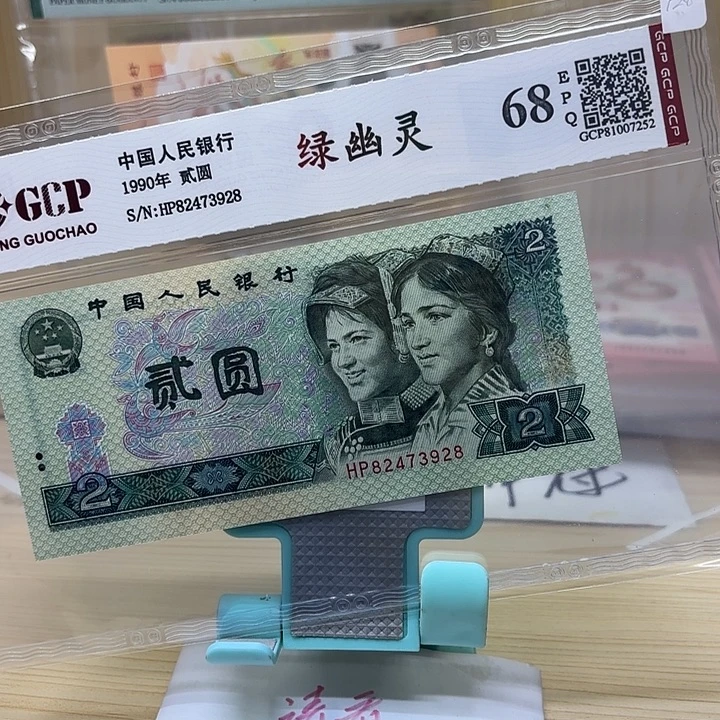 GCP
NG GUOCHAO
中国人民银行
1990年 贰圆
S/N:HP82473928
绿幽灵
68
EPQ
GCP81007252
GCP GCP GCP
中国人民银行
贰圆
2
2
2
HP82473928